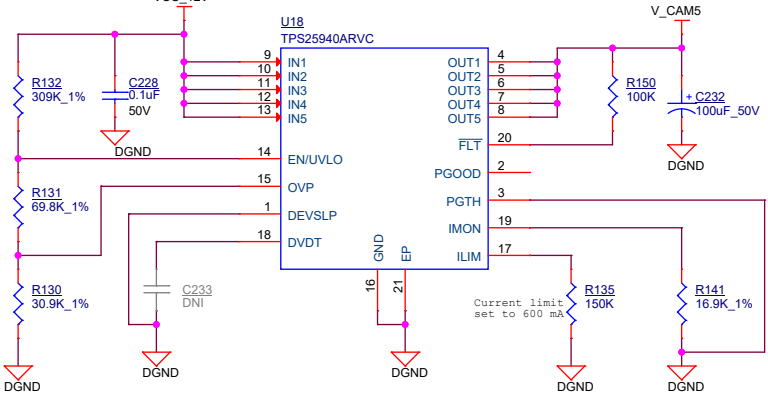 V_CAM5
U18
TPS25940ARVC
R132
309K_1%
C228
0.1uF
50V
DGND
9
10
11
12
13
IN1
IN2
IN3
IN4
IN5
OUT1
OUT2
OUT3
OUT4
OUT5
4
5
6
7
8
R150
100K
+
C232
100uF_50V
DGND
14
EN/UVLO
FLT
20
15
OVP
PGOOD
2
R131
69.8K_1%
1
DEVSLP
PGTH
3
18
DVDT
IMON
19
GND
EP
ILIM
17
16
21
R130
30.9K_1%
C233
DNI
Current limit
set to 600 mA
R135
150K
R141
16.9K_1%
DGND
DGND
DGND
DGND
DGND